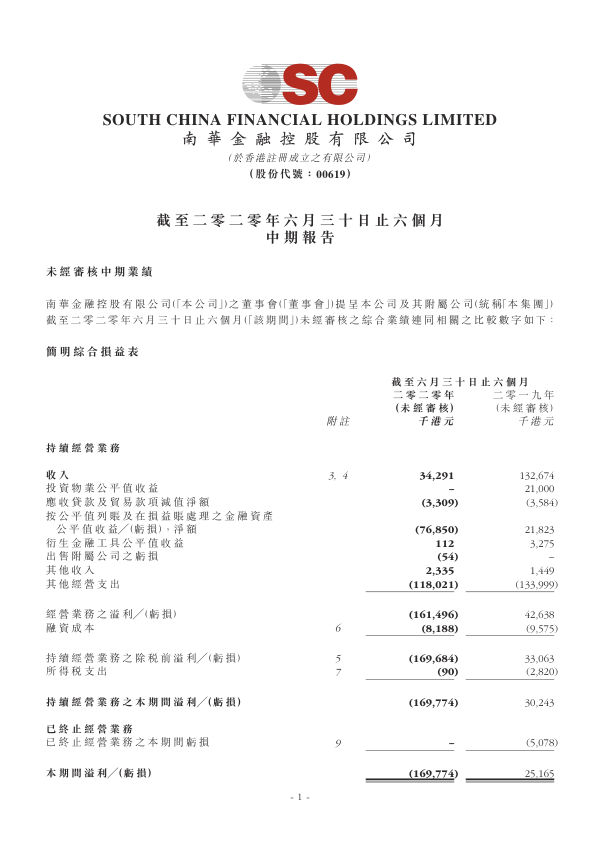 SC
SOUTH CHINA FINANCIAL HOLDINGS LIMITED
南華金融控股有限公司
(於香港註冊成立之有限公司)
(股份代號：00619)
截至二零二零年六月三十日止六個月
中期報告
未經審核中期業績
南華金融控股有限公司(「本公司」)之董事會(「董事會」)提呈本公司及其附屬公司(統稱「本集團」)
截至二零二零年六月三十日止六個月(「該期間」)未經審核之綜合業績連同相關之比較數字如下：
簡明綜合損益表
截至六月三十日止六個月
二零二零年 二零一九年
(未經審核) (未經審核)
附註 千港元 千港元
持續經營業務
收入 3, 4 34,291 132,674
投資物業公平值收益 – 21,000
應收貸款及貿易款項減值淨額 (3,309) (3,584)
按公平值列賬及在損益賬處理之金融資產
公平值收益╱(虧損)，淨額 (76,850) 21,823
衍生金融工具公平值收益 112 3,275
出售附屬公司之虧損 (54) –
其他收入 2,335 1,449
其他經營支出 (118,021) (133,999)
經營業務之溢利╱(虧損) (161,496) 42,638
融資成本 6 (8,188) (9,575)
持續經營業務之除稅前溢利╱(虧損) 5 (169,684) 33,063
所得稅支出 7 (90) (2,820)
持續經營業務之本期間溢利╱(虧損) (169,774) 30,243
已終止經營業務
已終止經營業務之本期間虧損 9 – (5,078)
本期間溢利╱(虧損) (169,774) 25,165
- 1 -